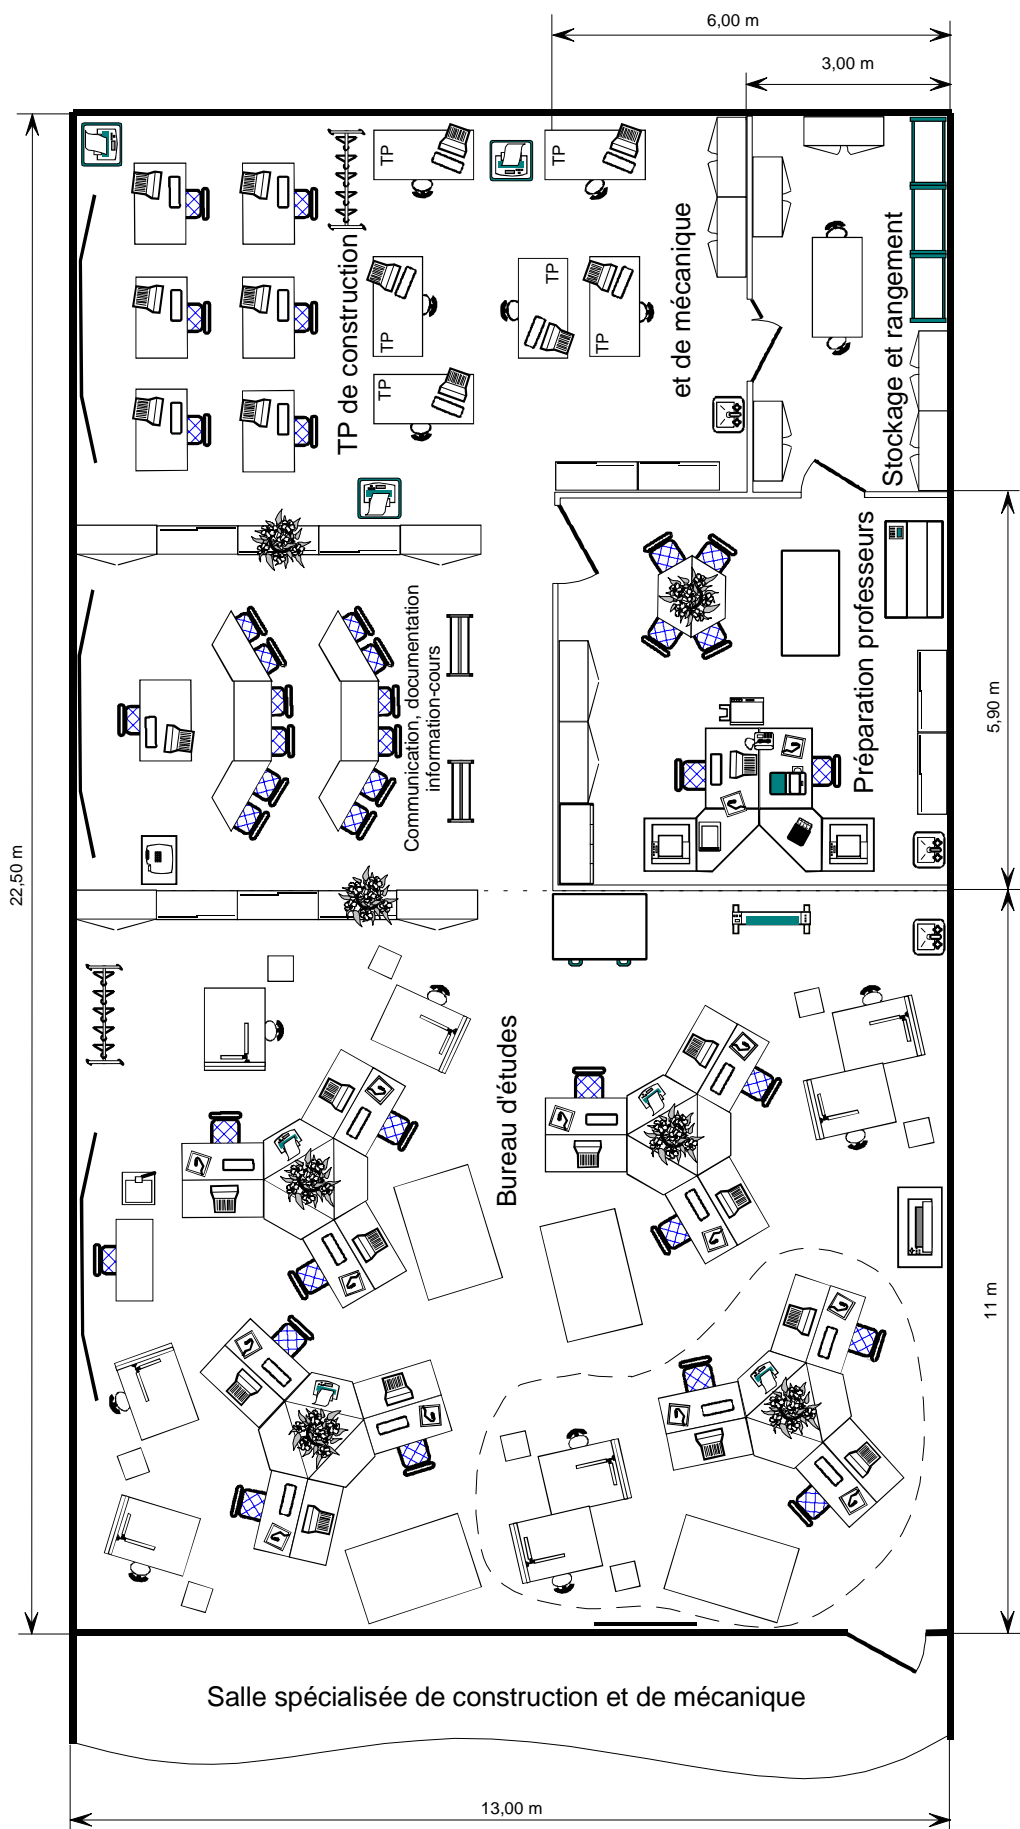 6,00 m
3,00 m
TP
TP
TP de construction
et de mécanique
Stockage et rangement
TP
TP
TP
TP
22,50 m
Communication, documentation
information-cours
Préparation professeurs
5,90 m
Bureau d'études
11 m
Salle spécialisée de construction et de mécanique
13,00 m